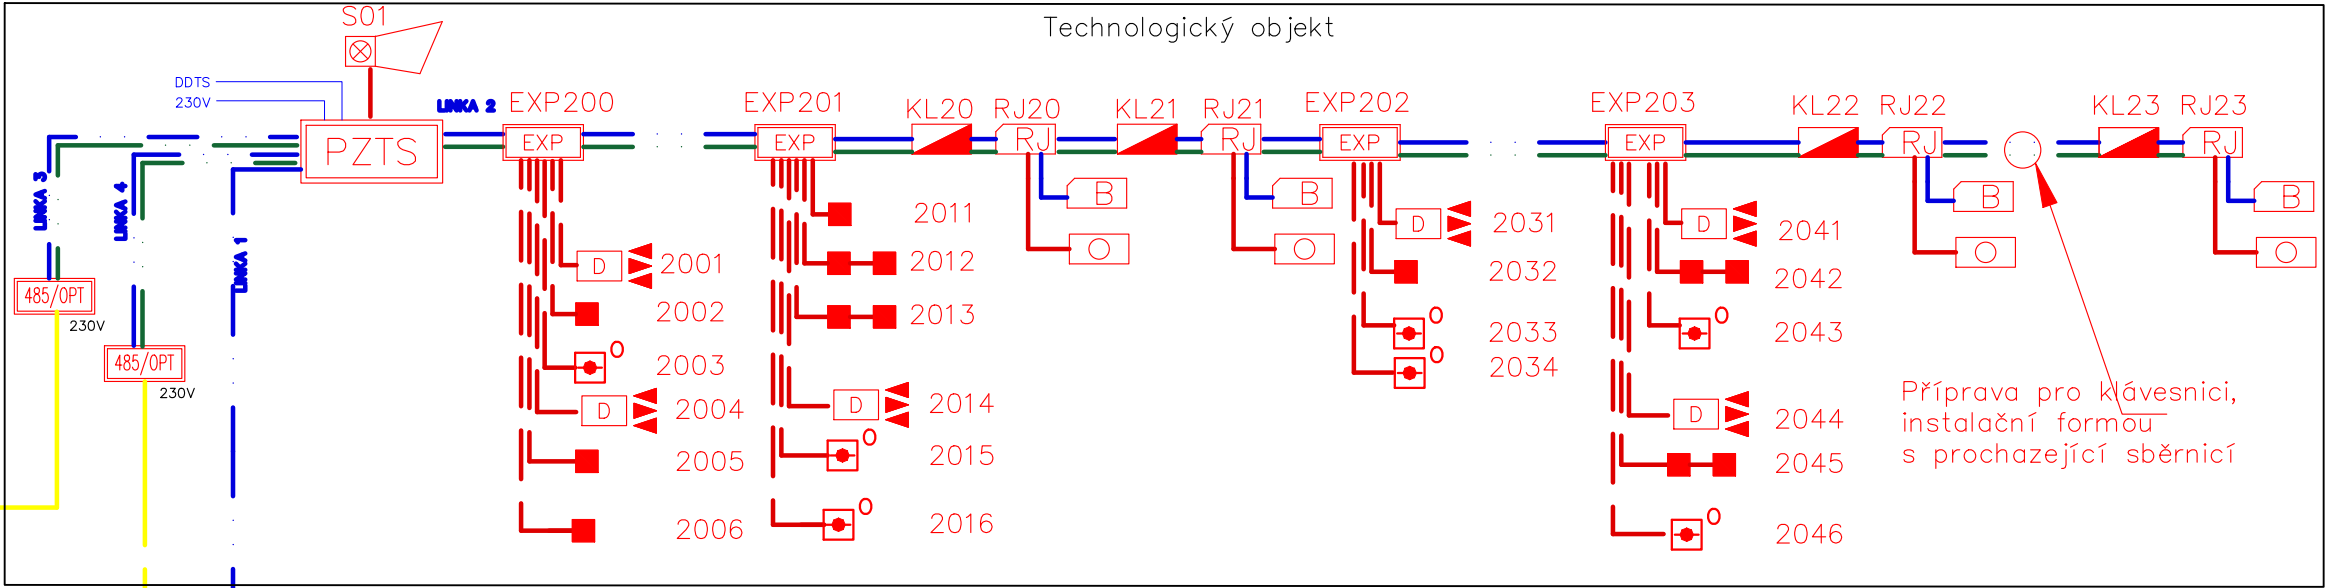 Technologický objekt
S01
DDTS
230V
PZTS
LINKA 2
LINKA 3
LINKA 4
LINKA 1
485/OPT
230V
485/OPT
230V
EXP200
EXP
D
2001
2002
O
2003
D
2004
2005
2006
EXP201
EXP
2011
2012
2013
D
2014
O
2015
O
2016
KL20
RJ20
RJ
B
KL21
RJ21
RJ
B
EXP202
EXP
D
2031
2032
O
2033
O
2034
EXP203
EXP
D
2041
2042
O
2043
D
2044
2045
O
2046
KL22
RJ22
RJ
B
KL23
RJ23
RJ
B
Příprava pro klávesnici,
instalační formou
s prochazející sběrnicí